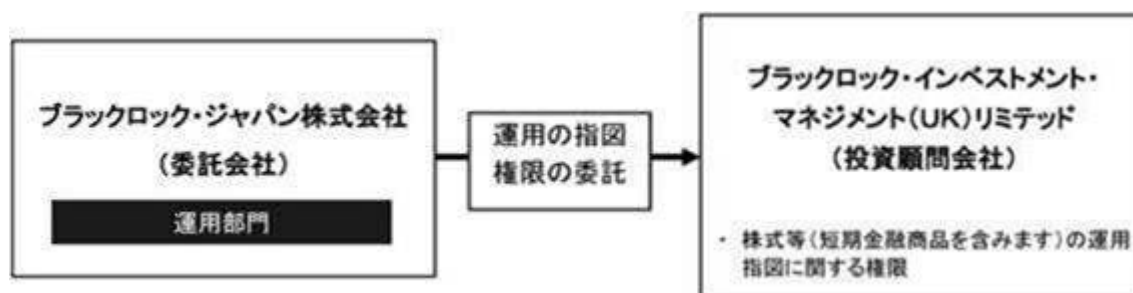 ブラックロック・ジャパン株式会社
(委託会社)
運用部門
運用の指図
権限の委託
ブラックロック・インベストメント・
マネジメント(UK)リミテッド
(投資顧問会社)
・ 株式等(短期金融商品を含みます)の運用
指図に関する権限